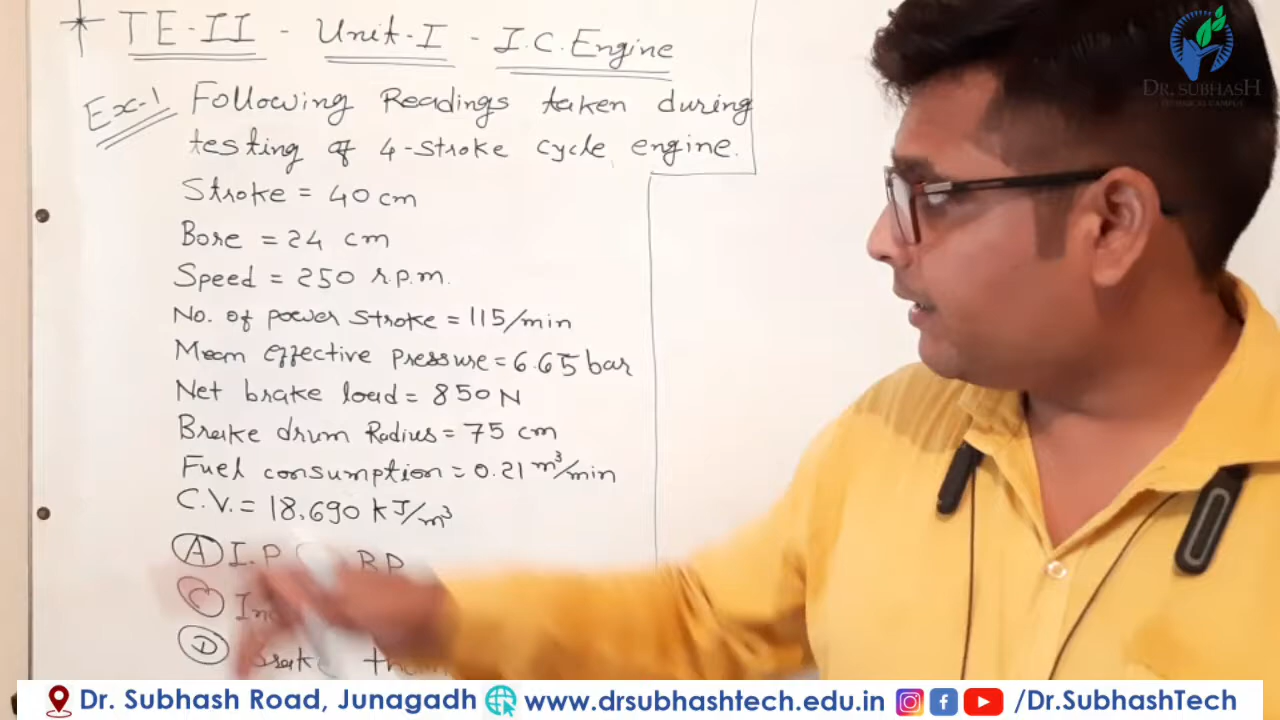 TE-II - Unit-I - I.C. Engine
Ex-1 Following Readings taken during
testing of 4-stroke cycle engine.
Stroke = 40 cm
Bore = 24 cm
Speed = 250 r.p.m.
No. of power stroke = 115/min
Mean effective pressure = 6.65 bar
Net brake load = 850 N
Brake drum Radius = 75 cm
Fuel consumption = 0.21 m³/min
C.V. = 18,690 kJ/m³
A I.P B.P
C
D
DR. SUBHASH
TECHNICAL CAMPUS
Dr. Subhash Road, Junagadh www.drsubhashtech.edu.in /Dr.SubhashTech